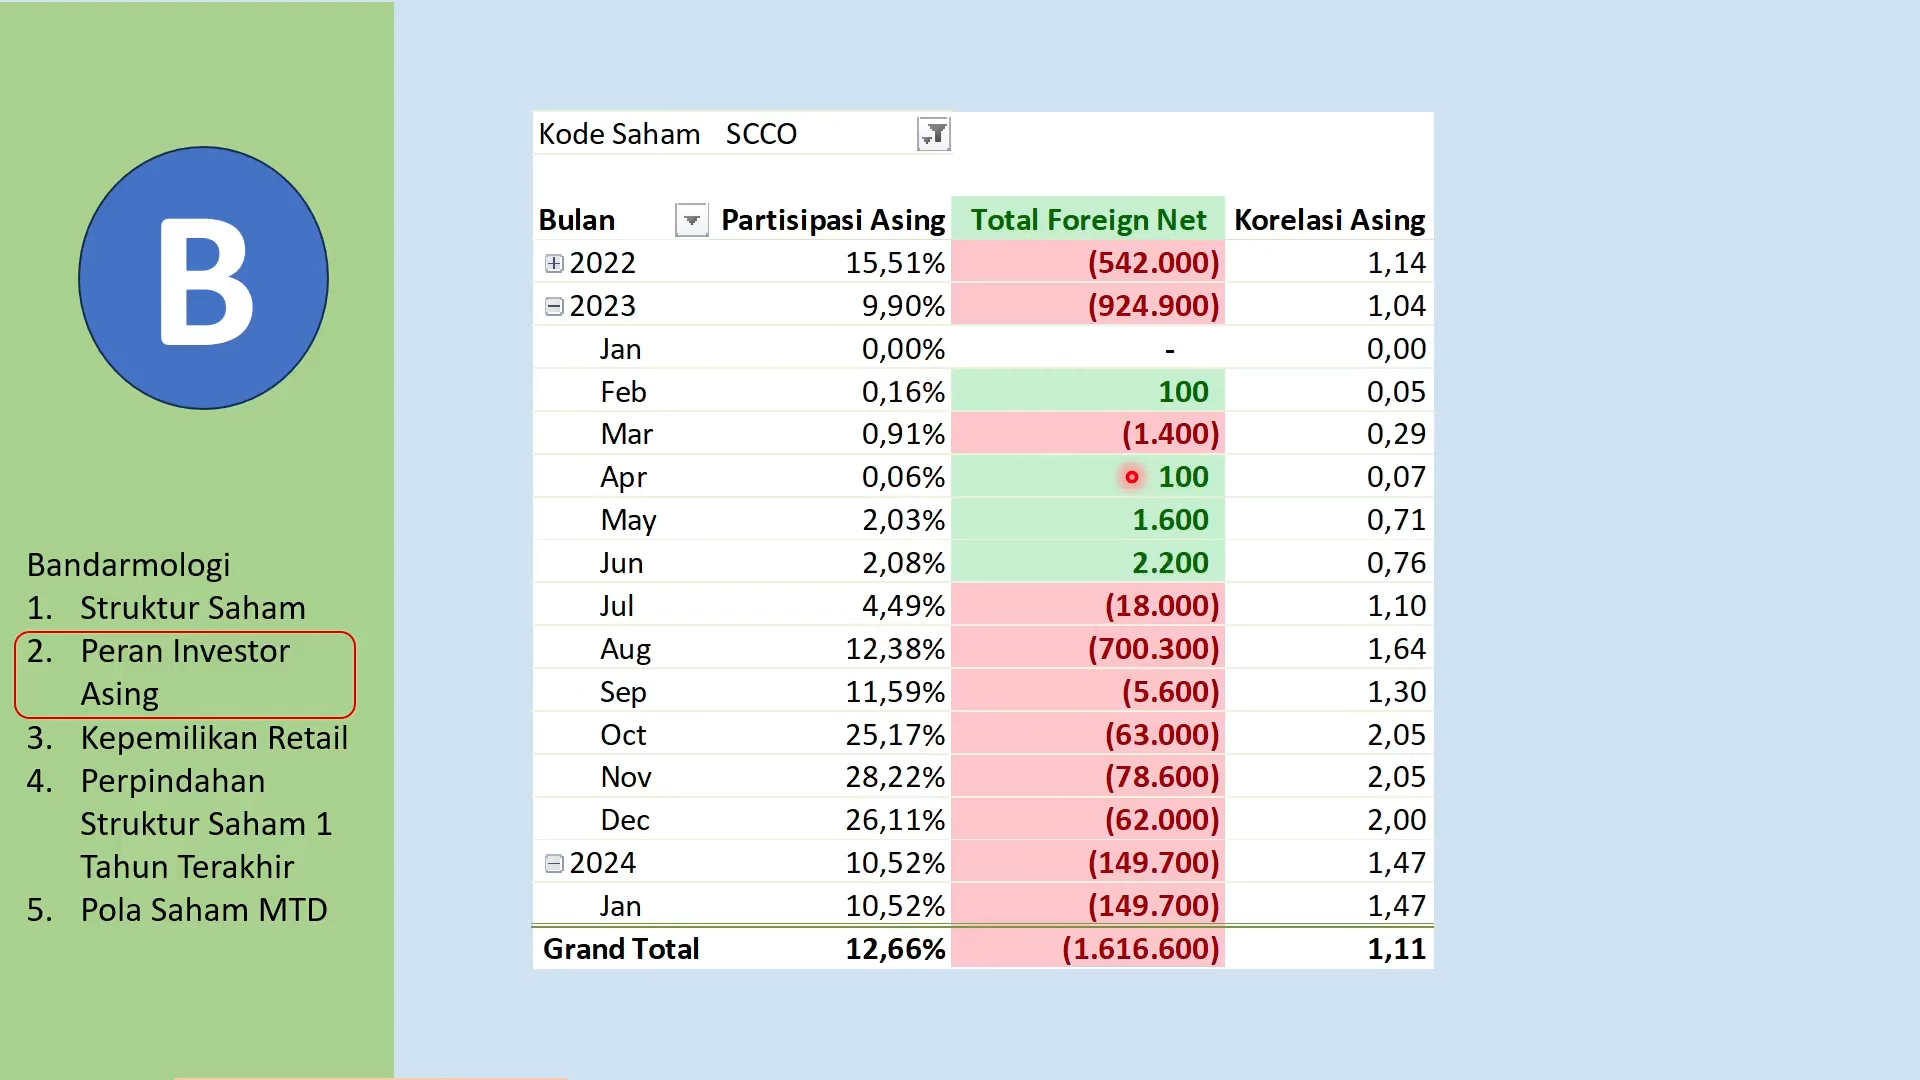 B
Bandarmologi
1. Struktur Saham
2. Peran Investor
Asing
3. Kepemilikan Retail
4. Perpindahan
Struktur Saham 1
Tahun Terakhir
5. Pola Saham MTD
Kode Saham SCCO
Bulan Partisipasi Asing Total Foreign Net Korelasi Asing
2022 15,51% (542.000) 1,14
2023 9,90% (924.900) 1,04
Jan 0,00% - 0,00
Feb 0,16% 100 0,05
Mar 0,91% (1.400) 0,29
Apr 0,06% 100 0,07
May 2,03% 1.600 0,71
Jun 2,08% 2.200 0,76
Jul 4,49% (18.000) 1,10
Aug 12,38% (700.300) 1,64
Sep 11,59% (5.600) 1,30
Oct 25,17% (63.000) 2,05
Nov 28,22% (78.600) 2,05
Dec 26,11% (62.000) 2,00
2024 10,52% (149.700) 1,47
Jan 10,52% (149.700) 1,47
Grand Total 12,66% (1.616.600) 1,11